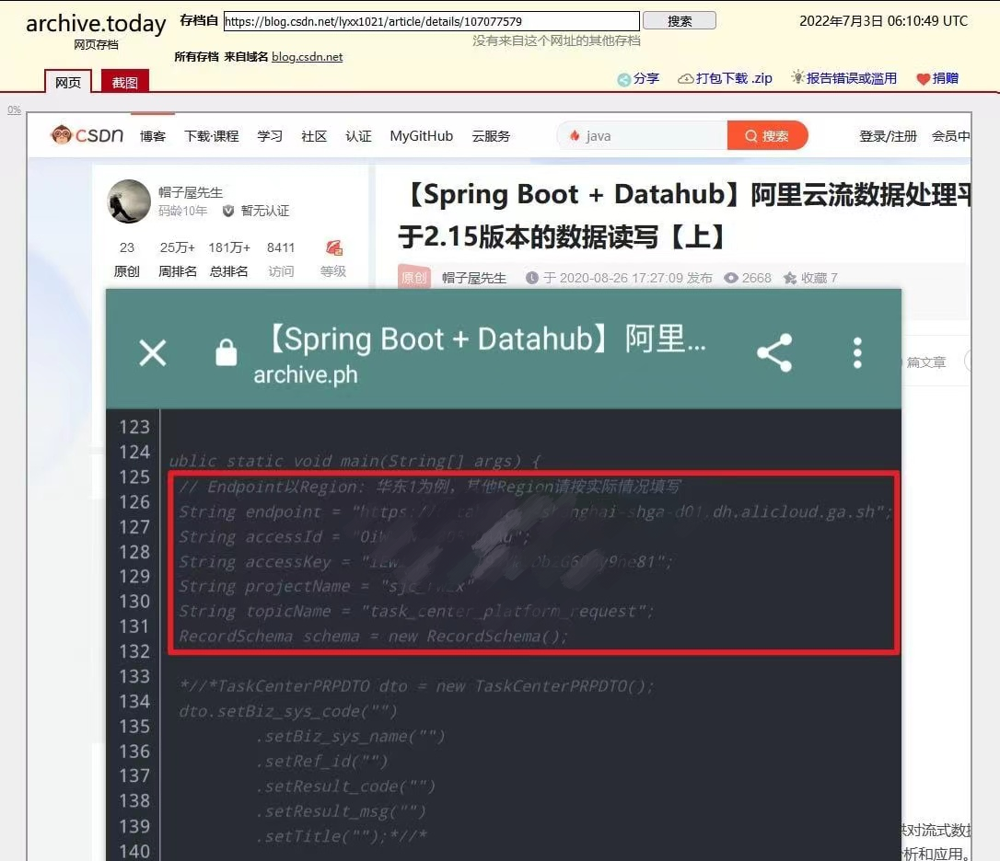 archive.today
网页存档
存档自 https://blog.csdn.net/lyxx1021/article/details/107077579 搜索
2022年7月3日 06:10:49 UTC
没有来自这个网址的其他存档
所有存档 来自域名 blog.csdn.net
网页 截图
分享 打包下载 .zip 报告错误或滥用 捐赠
0%
CSDN 博客 下载·课程 学习 社区 认证 MyGitHub 云服务 java 搜索 登录/注册 会员中
帽子屋先生
码龄10年 暂无认证
23 25万+ 181万+ 8411
原创 周排名 总排名 访问 等级
【Spring Boot + Datahub】阿里云流数据处理平
于2.15版本的数据读写【上】
原创 帽子屋先生 于 2020-08-26 17:27:09 发布 2668 收藏 7
篇文章
【Spring Boot + Datahub】阿里...
archive.ph
123
124 ublic static void main(String[] args) {
125 // Endpoint以Region: 华东1为例，其他Region请按实际情况填写
126 String endpoint = "https:// shanghai-shga-d01.dh.alicloud.ga.sh";
127 String accessId =
128 String accessKey =
129 String projectName =
130 String topicName = "task_center_platform_request";
131 RecordSchema schema = new RecordSchema();
132
133 *//*TaskCenterPRPDTO dto = new TaskCenterPRPDTO();
134 dto.setBiz_sys_code("")
135 .setBiz_sys_name("")
136 .setRef_id("")
137 .setResult_code("")
138 .setResult_msg("")
139 .setTitle("");*//*
140
对流式数据
析和应用。